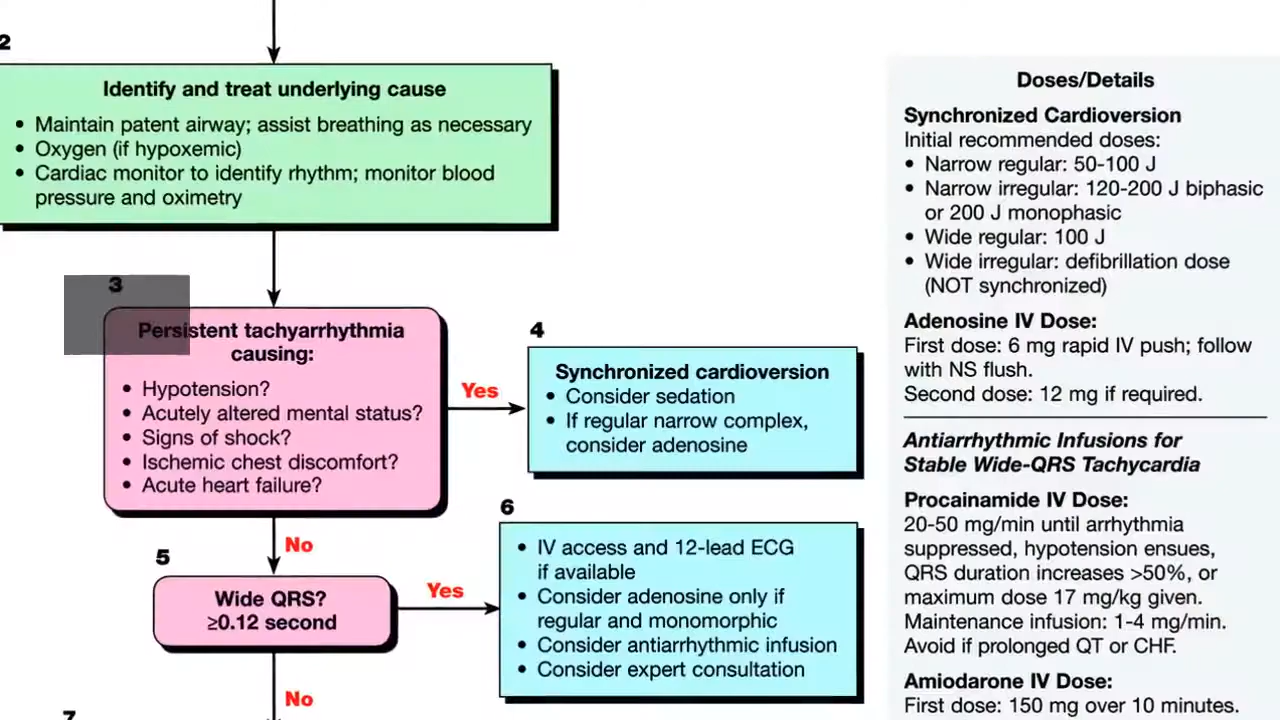 2
Identify and treat underlying cause
• Maintain patent airway; assist breathing as necessary
• Oxygen (if hypoxemic)
• Cardiac monitor to identify rhythm; monitor blood
pressure and oximetry
3
Persistent tachyarrhythmia
causing:
• Hypotension?
• Acutely altered mental status?
• Signs of shock?
• Ischemic chest discomfort?
• Acute heart failure?
Yes
4
Synchronized cardioversion
• Consider sedation
• If regular narrow complex,
consider adenosine
No
5
Wide QRS?
≥0.12 second
Yes
6
• IV access and 12-lead ECG
if available
• Consider adenosine only if
regular and monomorphic
• Consider antiarrhythmic infusion
• Consider expert consultation
No
7
Doses/Details
Synchronized Cardioversion
Initial recommended doses:
• Narrow regular: 50-100 J
• Narrow irregular: 120-200 J biphasic
or 200 J monophasic
• Wide regular: 100 J
• Wide irregular: defibrillation dose
(NOT synchronized)
Adenosine IV Dose:
First dose: 6 mg rapid IV push; follow
with NS flush.
Second dose: 12 mg if required.
Antiarrhythmic Infusions for
Stable Wide-QRS Tachycardia
Procainamide IV Dose:
20-50 mg/min until arrhythmia
suppressed, hypotension ensues,
QRS duration increases >50%, or
maximum dose 17 mg/kg given.
Maintenance infusion: 1-4 mg/min.
Avoid if prolonged QT or CHF.
Amiodarone IV Dose:
First dose: 150 mg over 10 minutes.